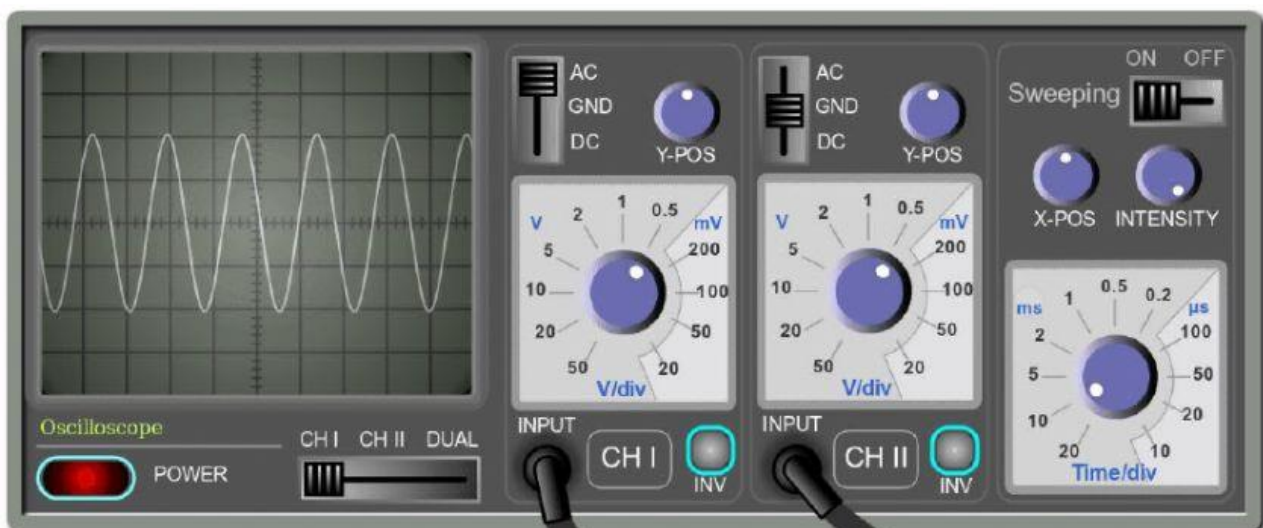 Oscilloscope
POWER
CH I CH II DUAL
AC
GND
DC
Y-POS
V
mV
50
20
10
5
2
1
0.5
200
100
50
20
V/div
INPUT
CH I
INV
AC
GND
DC
Y-POS
V
mV
50
20
10
5
2
1
0.5
200
100
50
20
V/div
INPUT
CH II
INV
ON OFF
Sweeping
X-POS
INTENSITY
ms
µs
20
10
5
2
1
0.5
0.2
100
50
20
10
Time/div